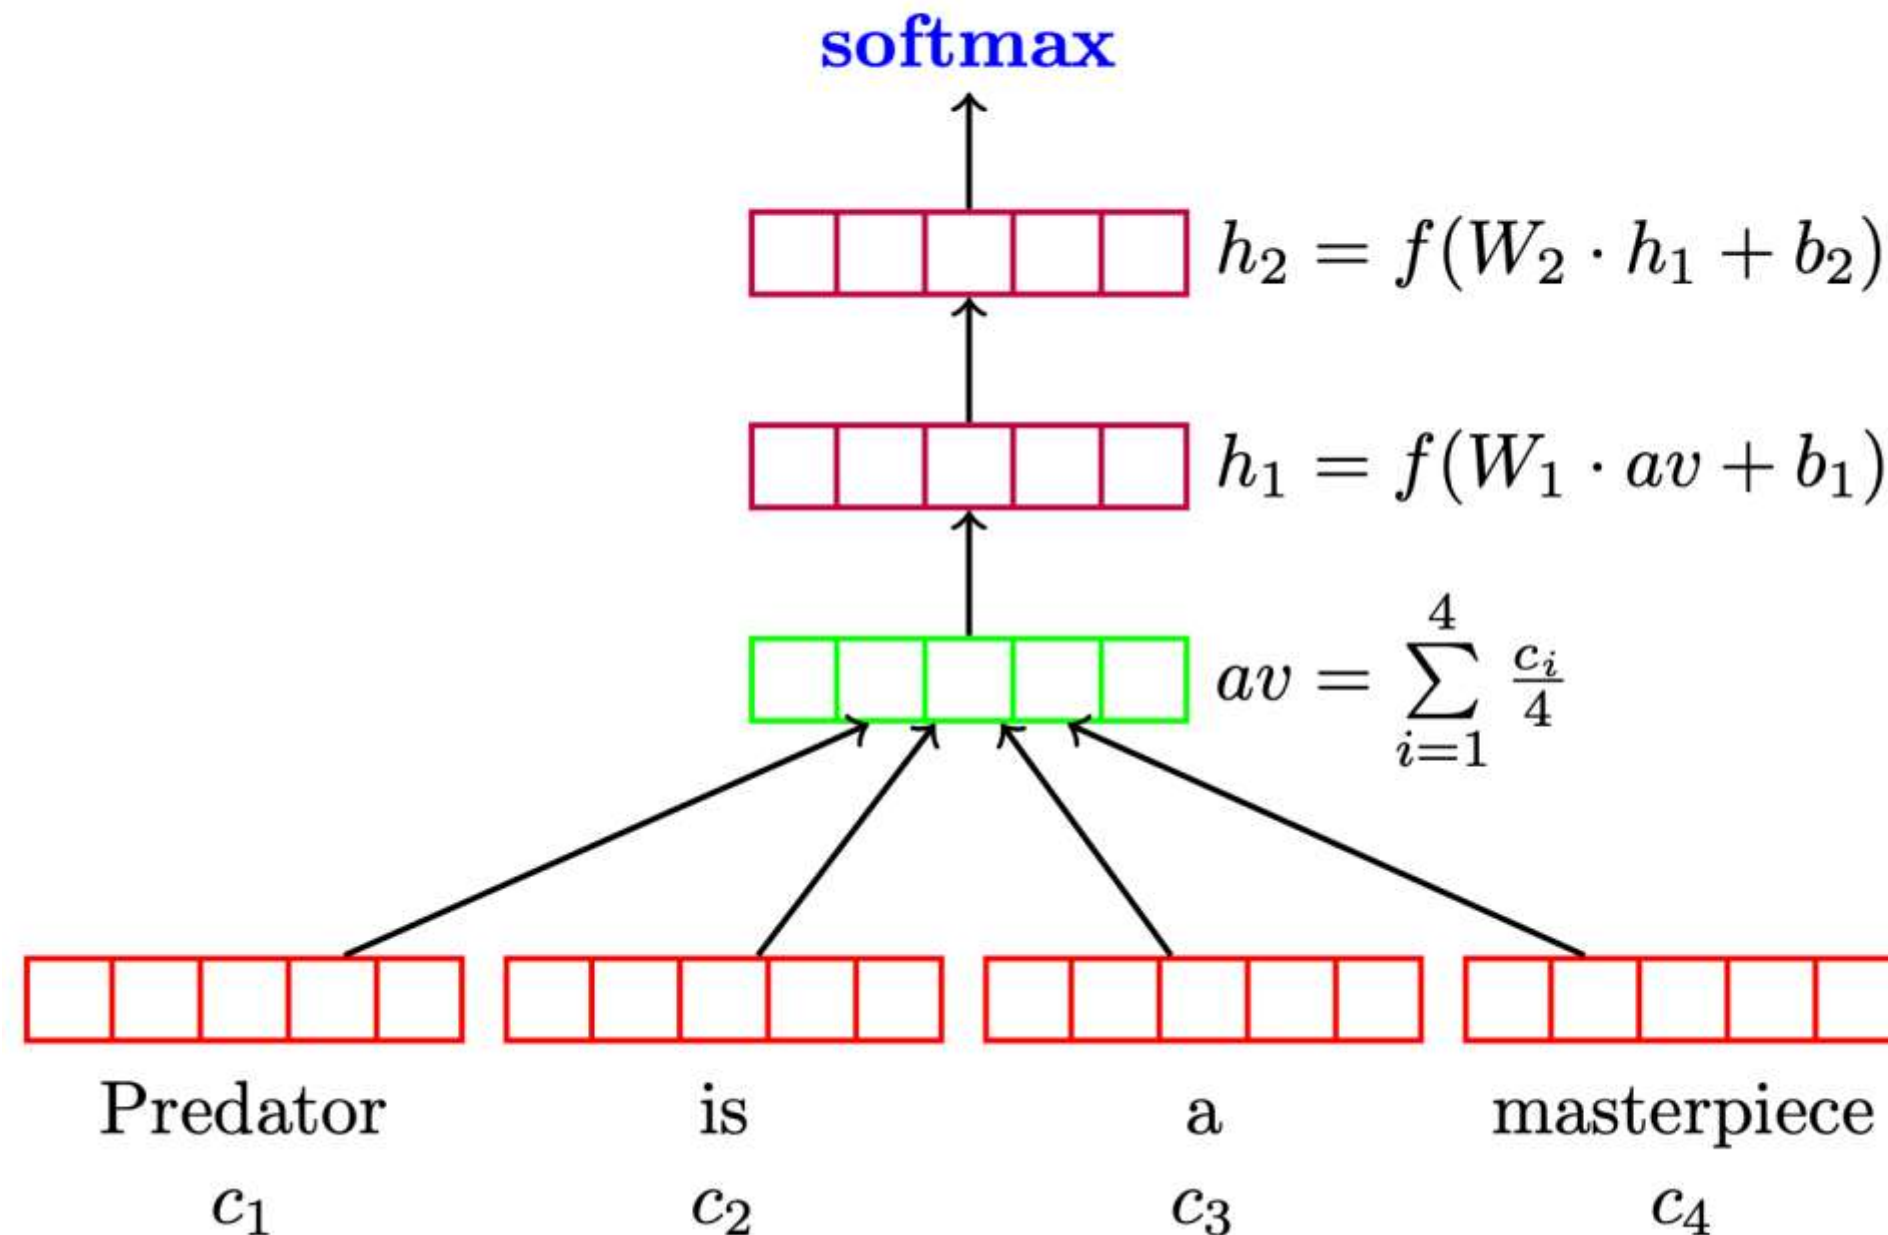 softmax
h₂ = f(W₂ · h₁ + b₂)
h₁ = f(W₁ · av + b₁)
av = ∑_{i=1}^{4} c_i/4
Predator is a masterpiece
c₁ c₂ c₃ c₄